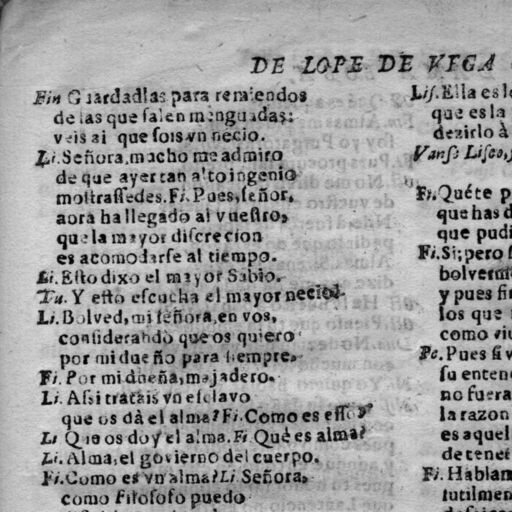 DE LOPE DE VEGA
Fin Guardadlas para remiendos
de las que salen menguadas:
veis ai que sois vn necio.
Li. Señora, mucho me admiro
de que ayer tan alto ingenio
mostrassedes. Fi. Pues, señor,
aora ha llegado al vuestro,
que la mayor discrecion
es acomodarse al tiempo.
Li. Esto dixo el mayor Sabio.
Tu. Y esto escucha el mayor necio.
Li. Bolved, mi señora, en vos,
considerando que os quiero
por mi dueño para siempre.
Fi. Por mi dueña, majadero.
Li. Assi tratais vn esclavo
que os dà el alma? Fi. Como es esso?
Li Que os doy el alma. Fi. Què es alma?
Li. Alma, el govierno del cuerpo.
Fi. Como es vn alma? Li Señora,
como Filosofo puedo
Lis. Ella es l
que es la
dezirlo à
Vanse Liseo,
Fi. Què te p
que has d
que pudi
Fi. Si; pero
bolverm
y pues si
los que
como
Pe. Pues si v
su enten
no fuera
la razon
es aquel
de tener
Fi. Hablam